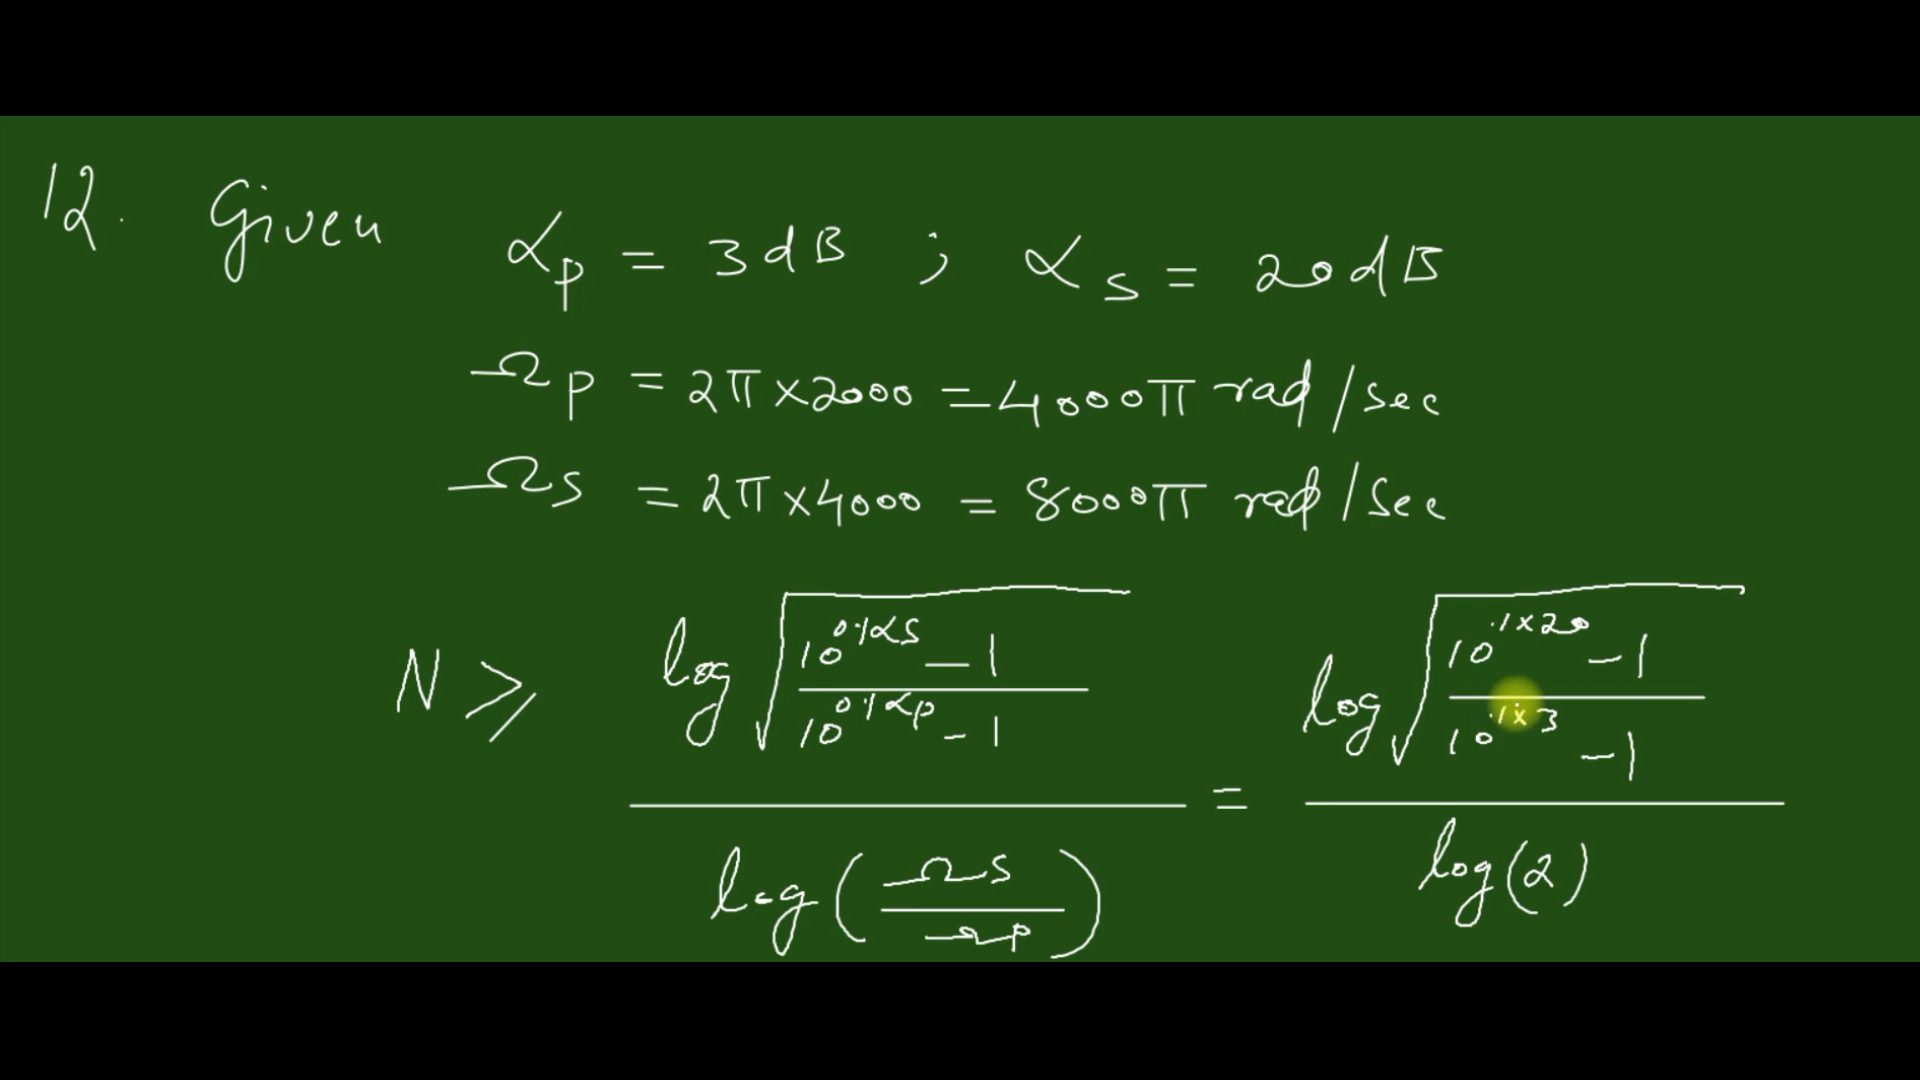 12. Given αp = 3dB ; αs = 20dB
Ωp = 2π×2000 = 4000π rad/sec
Ωs = 2π×4000 = 8000π rad/sec
N ≥ log √((10^0.1αs - 1)/(10^0.1αp - 1)) / log(Ωs/Ωp) = log √((10^.1×20 - 1)/(10^.1×3 - 1)) / log(2)